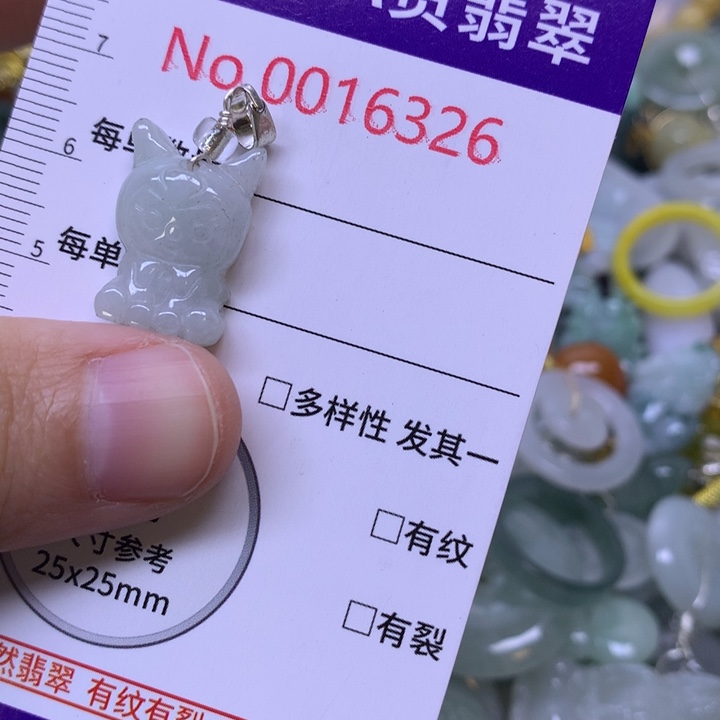 质翡翠
No.0016326
7
6
每单
5
每单
□多样性 发其一
□有纹
寸参考
25x25mm
□有裂
然翡翠 有纹有裂